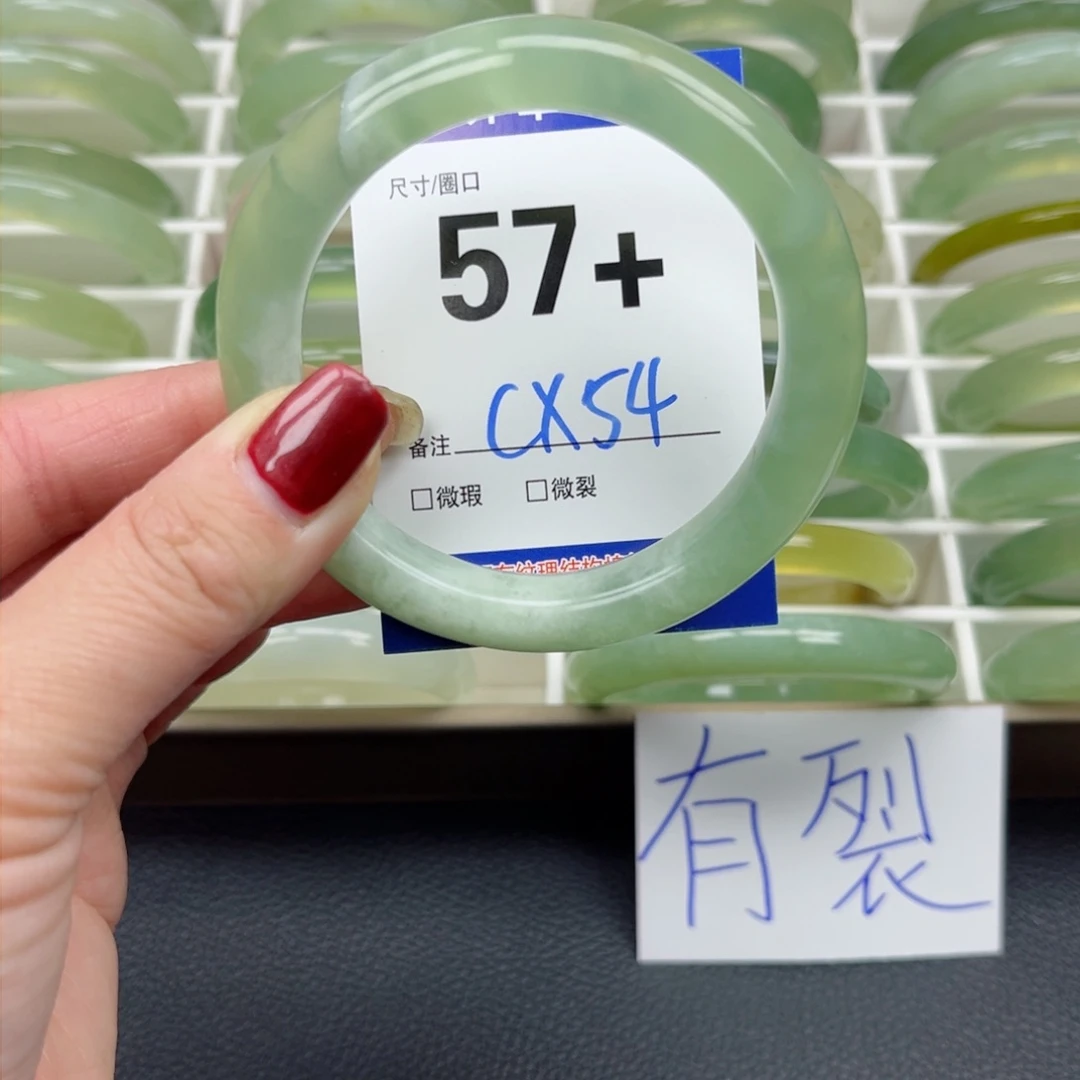 尺寸/圈口
57+
备注 CX54
□微瑕 □微裂
有裂